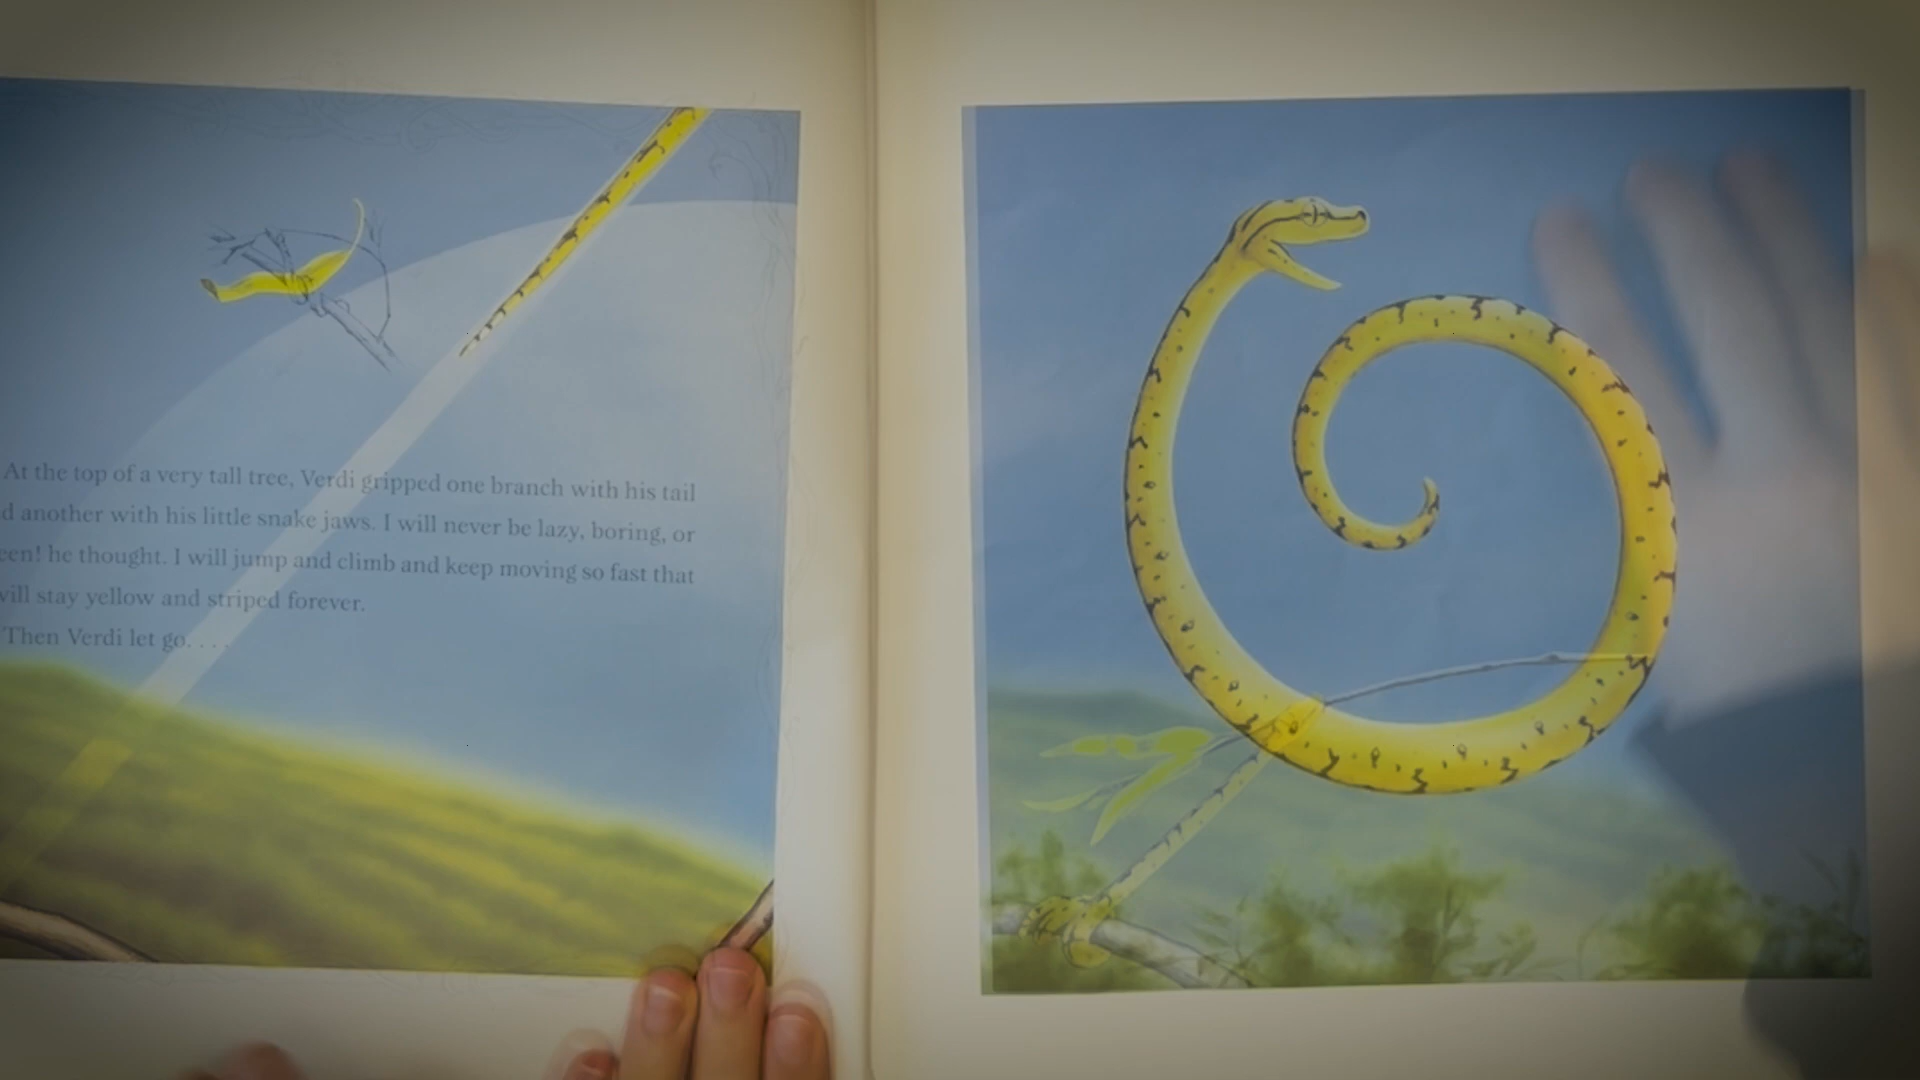 At the top of a very tall tree, Verdi gripped one branch with his tail
d another with his little snake jaws. I will never be lazy, boring, or
een! he thought. I will jump and climb and keep moving so fast that
will stay yellow and striped forever.
Then Verdi let go. . . .